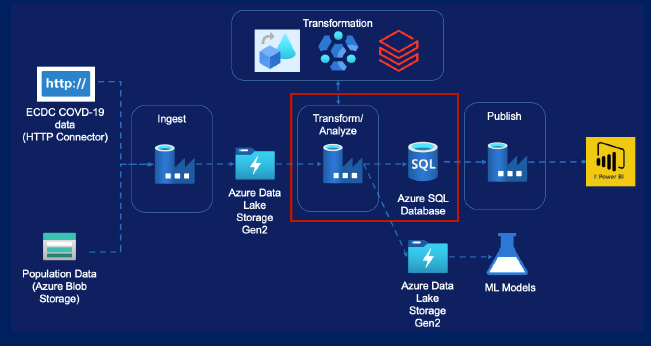 Transformation
http://
ECDC COVD-19
data
(HTTP Connector)
Ingest
Transform/
Analyze
Publish
SQL
Azure Data
Lake
Storage
Gen2
Azure SQL
Database
Power BI
Population Data
(Azure Blob
Storage)
Azure Data
Lake
Storage
Gen2
ML Models